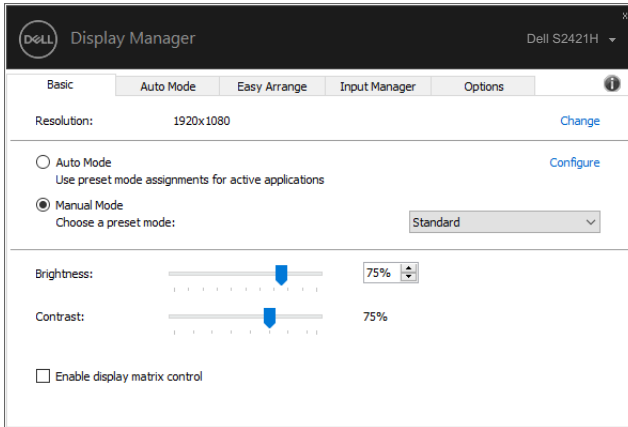 DELL Display Manager
Dell S2421H
x
Basic Auto Mode Easy Arrange Input Manager Options
Resolution: 1920x1080 Change
Auto Mode Configure
Use preset mode assignments for active applications
Manual Mode
Choose a preset mode: Standard
Brightness: 75%
Contrast: 75%
Enable display matrix control